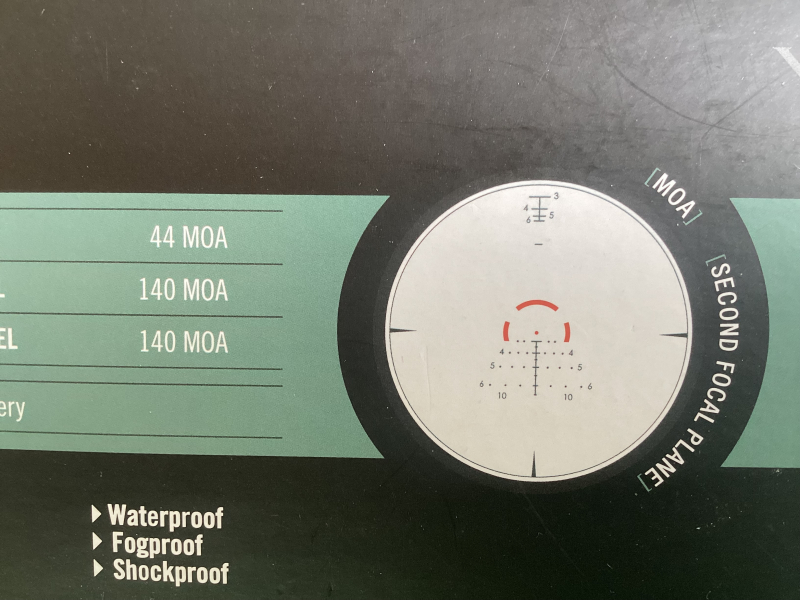 44 MOA
L 140 MOA
EL 140 MOA
ery
Waterproof
Fogproof
Shockproof
3
4 5
6
4 4
5 5
6 6
10 10
[MOA]
[SECOND FOCAL PLANE]